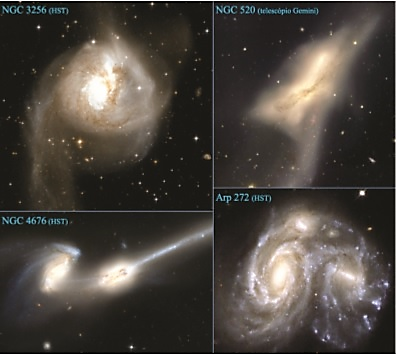 NGC 3256 (HST)
NGC 520 (telescópio Gemini)
NGC 4676 (HST)
Arp 272 (HST)